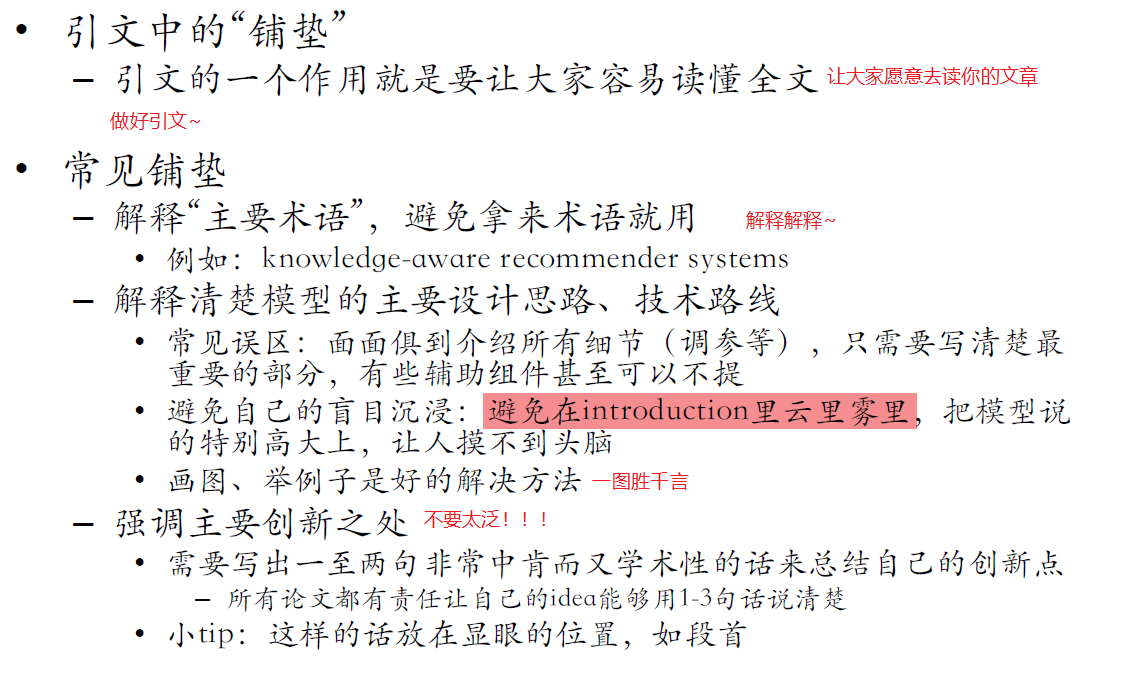 • 引文中的“铺垫”
– 引文的一个作用就是要让大家容易读懂全文 让大家愿意去读你的文章
做好引文~
• 常见铺垫
– 解释“主要术语”，避免拿来术语就用 解释解释~
• 例如：knowledge-aware recommender systems
– 解释清楚模型的主要设计思路、技术路线
• 常见误区：面面俱到介绍所有细节（调参等），只需要写清楚最
重要的部分，有些辅助组件甚至可以不提
• 避免自己的盲目沉浸：避免在introduction里云里雾里，把模型说
的特别高大上，让人摸不到头脑
• 画图、举例子是好的解决方法 一图胜千言
– 强调主要创新之处 不要太泛！！！
• 需要写出一至两句非常中肯而又学术性的话来总结自己的创新点
– 所有论文都有责任让自己的idea能够用1-3句话说清楚
• 小tip：这样的话放在显眼的位置，如段首